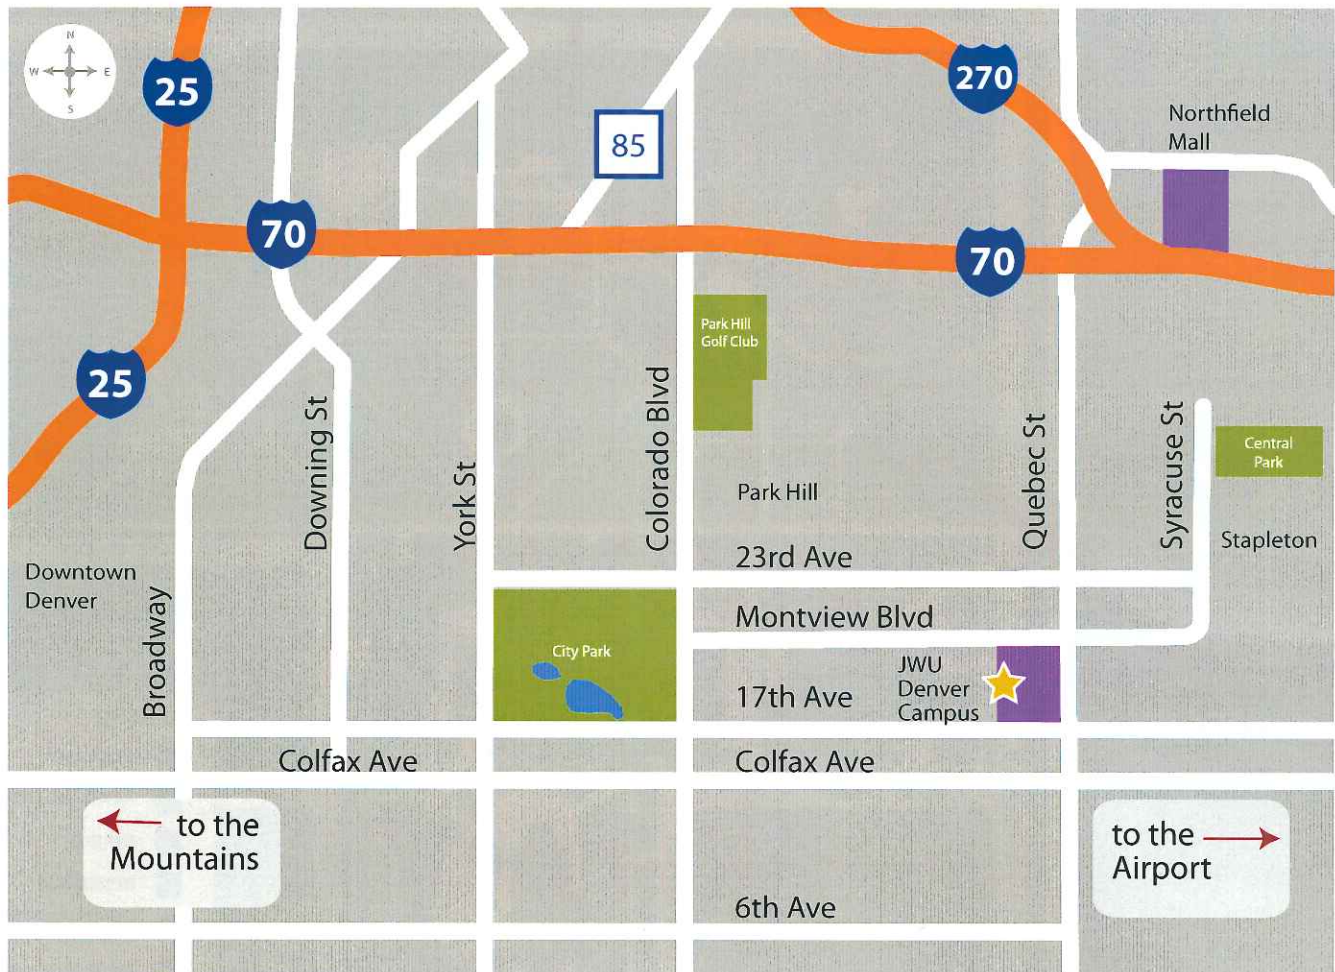 N
W E
S
25
270
85
Northfield
Mall
70
70
25
Park Hill
Golf Club
Downing St
York St
Colorado Blvd
Quebec St
Syracuse St
Central
Park
Park Hill
Stapleton
23rd Ave
Downtown
Denver
Broadway
Montview Blvd
City Park
JWU
Denver
Campus
17th Ave
Colfax Ave
Colfax Ave
to the
Mountains
to the
Airport
6th Ave